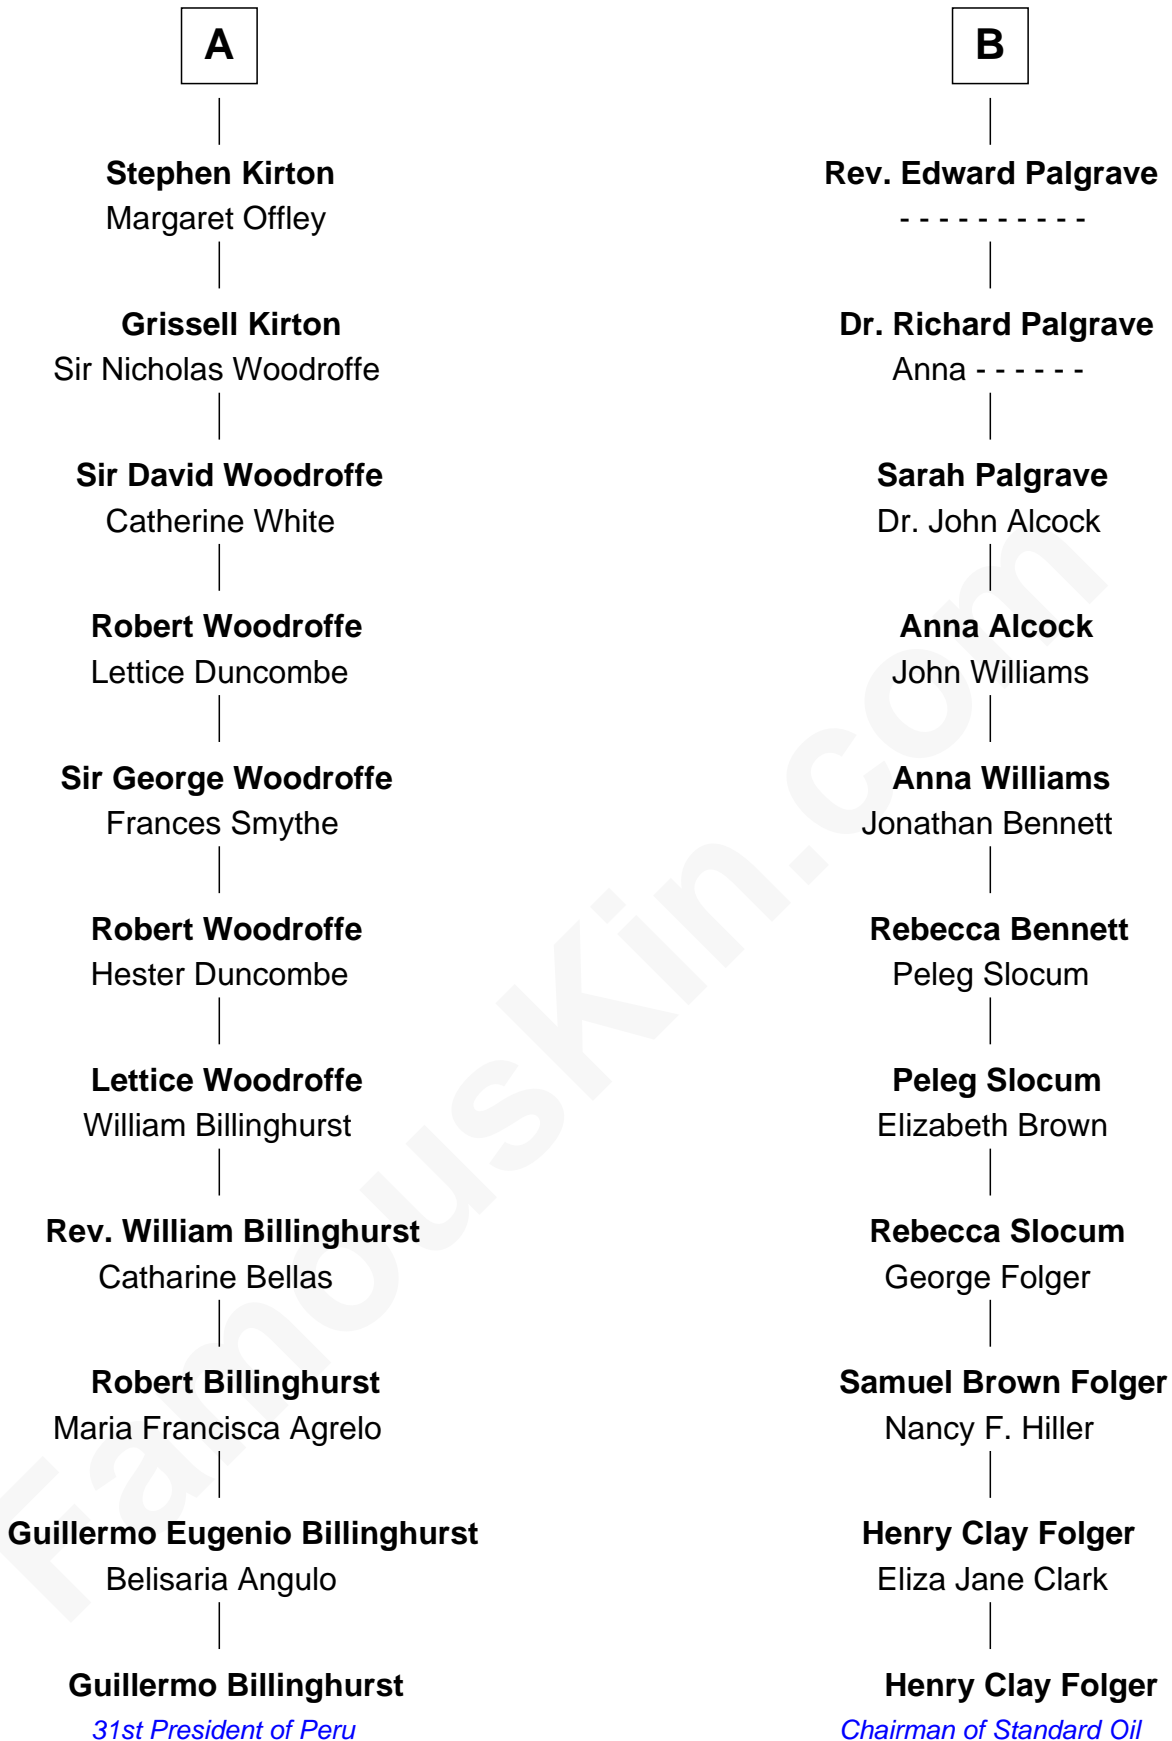 A
Stephen Kirton
Margaret Offley
Grissell Kirton
Sir Nicholas Woodroffe
Sir David Woodroffe
Catherine White
Robert Woodroffe
Lettice Duncombe
Sir George Woodroffe
Frances Smythe
Robert Woodroffe
Hester Duncombe
Lettice Woodroffe
William Billinghurst
Rev. William Billinghurst
Catharine Bellas
Robert Billinghurst
Maria Francisca Agrelo
Guillermo Eugenio Billinghurst
Belisaria Angulo
Guillermo Billinghurst
31st President of Peru
B
Rev. Edward Palgrave
- - - - - - - - - -
Dr. Richard Palgrave
Anna - - - - - -
Sarah Palgrave
Dr. John Alcock
Anna Alcock
John Williams
Anna Williams
Jonathan Bennett
Rebecca Bennett
Peleg Slocum
Peleg Slocum
Elizabeth Brown
Rebecca Slocum
George Folger
Samuel Brown Folger
Nancy F. Hiller
Henry Clay Folger
Eliza Jane Clark
Henry Clay Folger
Chairman of Standard Oil
FamousKin.com